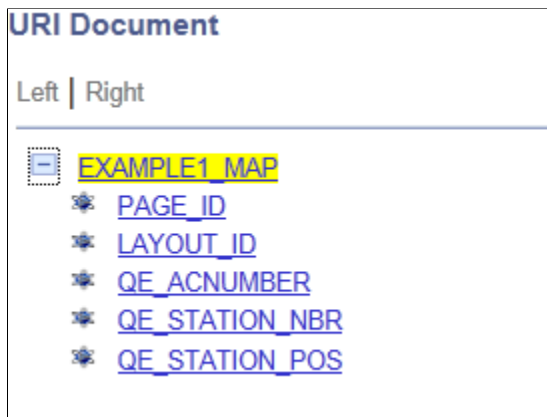 URI Document
Left | Right
EXAMPLE1_MAP
PAGE_ID
LAYOUT_ID
QE_ACNUMBER
QE_STATION_NBR
QE_STATION_POS